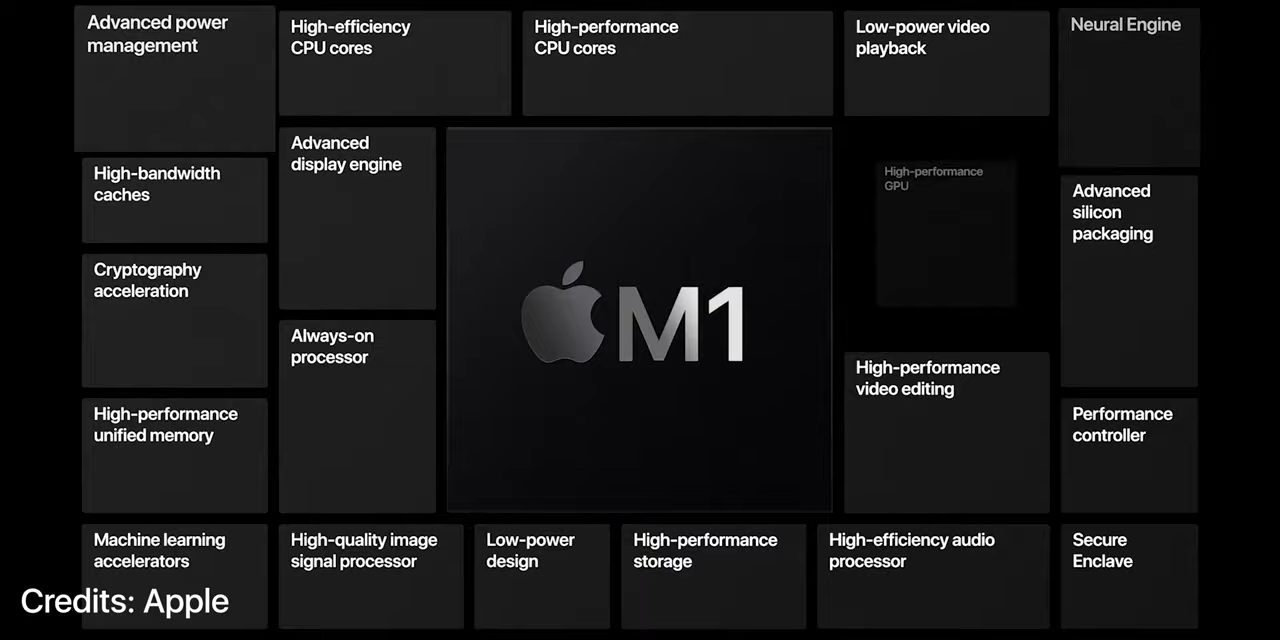 Advanced power
management
High-efficiency
CPU cores
High-performance
CPU cores
Low-power video
playback
Neural Engine
High-bandwidth
caches
Advanced
display engine
High-performance
GPU
Advanced
silicon
packaging
Cryptography
acceleration
M1
Always-on
processor
High-performance
video editing
High-performance
unified memory
Performance
controller
Machine learning
accelerators
High-quality image
signal processor
Low-power
design
High-performance
storage
High-efficiency audio
processor
Secure
Enclave
Credits: Apple